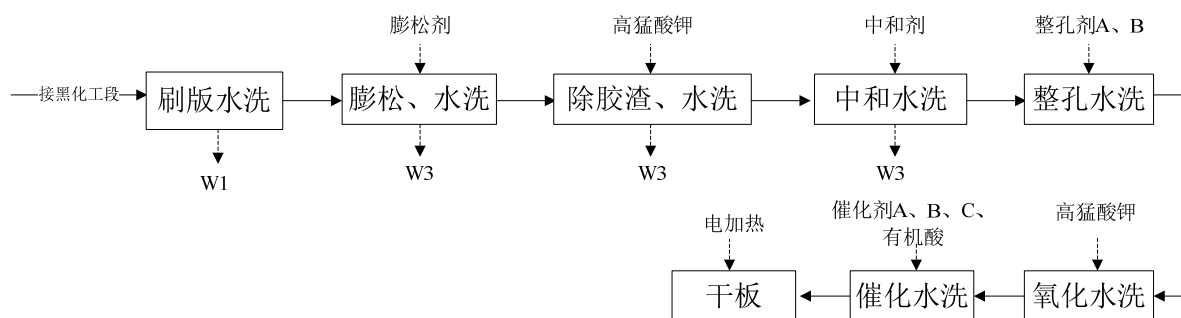 膨松剂
高猛酸钾
中和剂
整孔剂A、B
接黑化工段
刷版水洗
膨松、水洗
除胶渣、水洗
中和水洗
整孔水洗
W1
W3
W3
W3
电加热
催化剂A、B、C、
有机酸
高猛酸钾
干板
催化水洗
氧化水洗